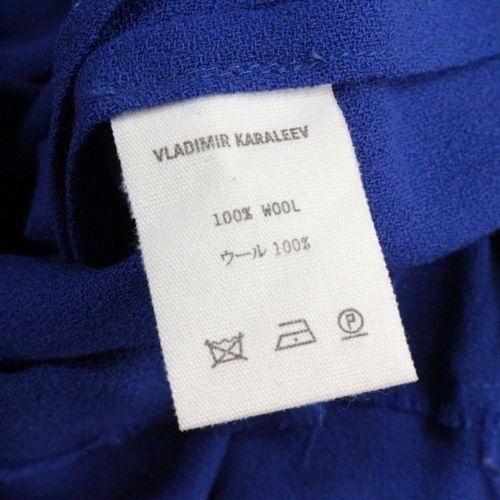 VLADIMIR KARALEEV
100% WOOL
ウール 100%
P